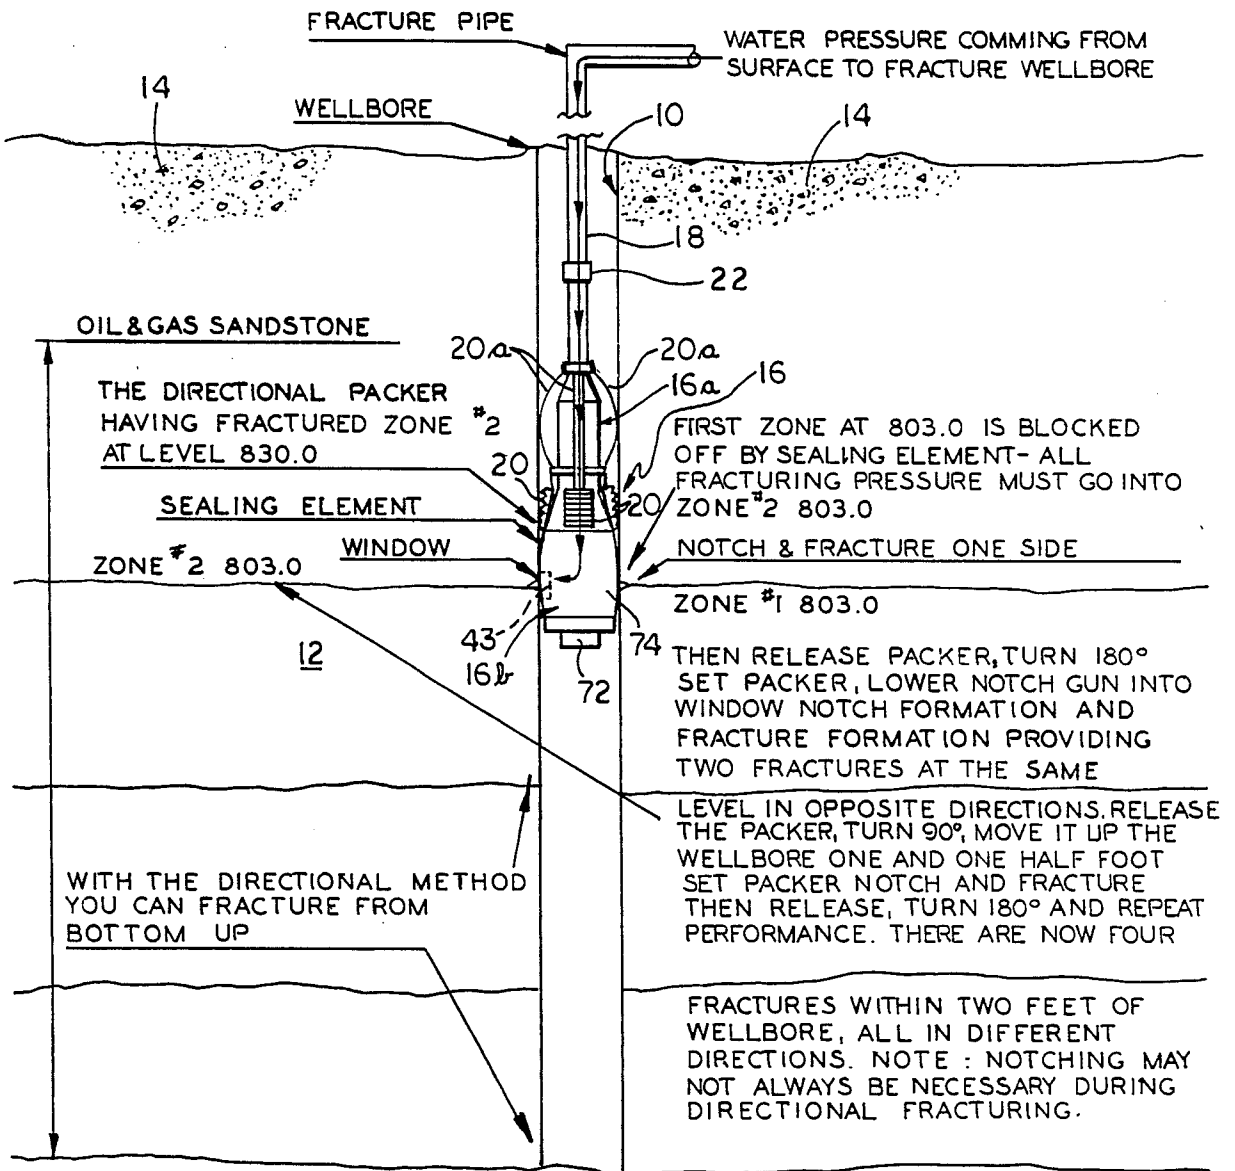 FRACTURE PIPE
WATER PRESSURE COMMING FROM
SURFACE TO FRACTURE WELLBORE
14
WELLBORE
10
14
18
22
OIL & GAS SANDSTONE
20a
20a
16a
16
THE DIRECTIONAL PACKER
HAVING FRACTURED ZONE #2
AT LEVEL 830.0
FIRST ZONE AT 803.0 IS BLOCKED
OFF BY SEALING ELEMENT- ALL
FRACTURING PRESSURE MUST GO INTO
ZONE #2 803.0
20
20
SEALING ELEMENT
WINDOW
NOTCH & FRACTURE ONE SIDE
ZONE #2 803.0
ZONE #1 803.0
43
16b
72
74
12
THEN RELEASE PACKER, TURN 180°
SET PACKER, LOWER NOTCH GUN INTO
WINDOW NOTCH FORMATION AND
FRACTURE FORMATION PROVIDING
TWO FRACTURES AT THE SAME
LEVEL IN OPPOSITE DIRECTIONS. RELEASE
THE PACKER, TURN 90°, MOVE IT UP THE
WELLBORE ONE AND ONE HALF FOOT
SET PACKER NOTCH AND FRACTURE
THEN RELEASE, TURN 180° AND REPEAT
PERFORMANCE. THERE ARE NOW FOUR
WITH THE DIRECTIONAL METHOD
YOU CAN FRACTURE FROM
BOTTOM UP
FRACTURES WITHIN TWO FEET OF
WELLBORE, ALL IN DIFFERENT
DIRECTIONS. NOTE : NOTCHING MAY
NOT ALWAYS BE NECESSARY DURING
DIRECTIONAL FRACTURING.